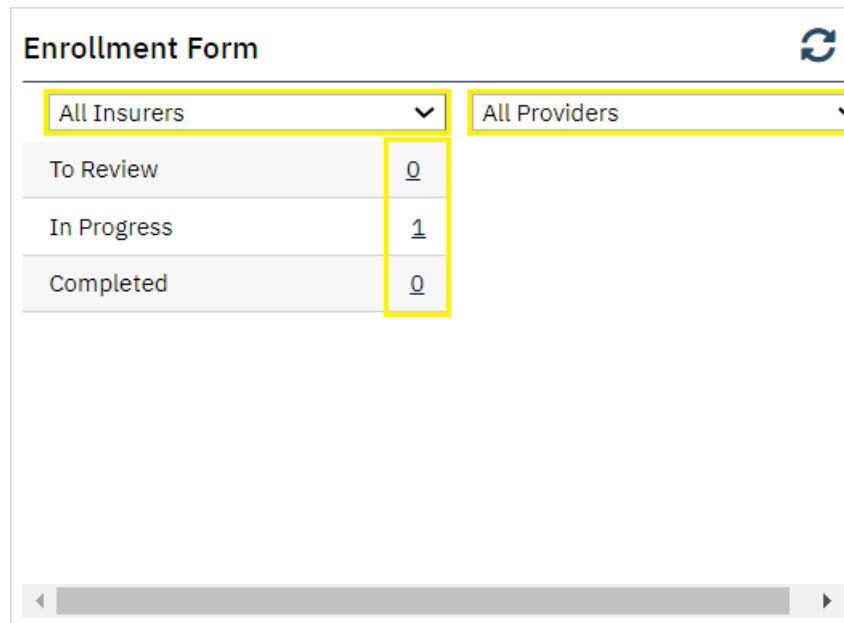 Enrollment Form
All Insurers All Providers
To Review 0
In Progress 1
Completed 0